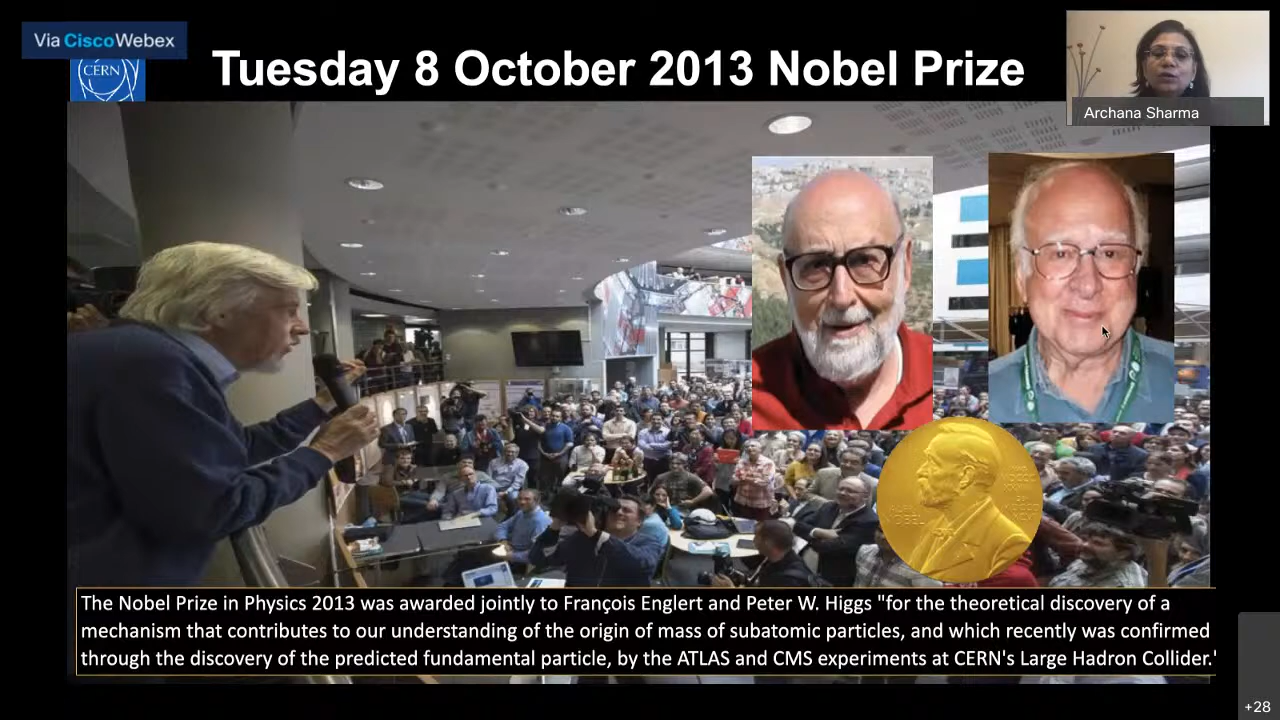 Via Cisco Webex
CERN
Tuesday 8 October 2013 Nobel Prize
Archana Sharma
The Nobel Prize in Physics 2013 was awarded jointly to François Englert and Peter W. Higgs "for the theoretical discovery of a
mechanism that contributes to our understanding of the origin of mass of subatomic particles, and which recently was confirmed
through the discovery of the predicted fundamental particle, by the ATLAS and CMS experiments at CERN's Large Hadron Collider.'
+28